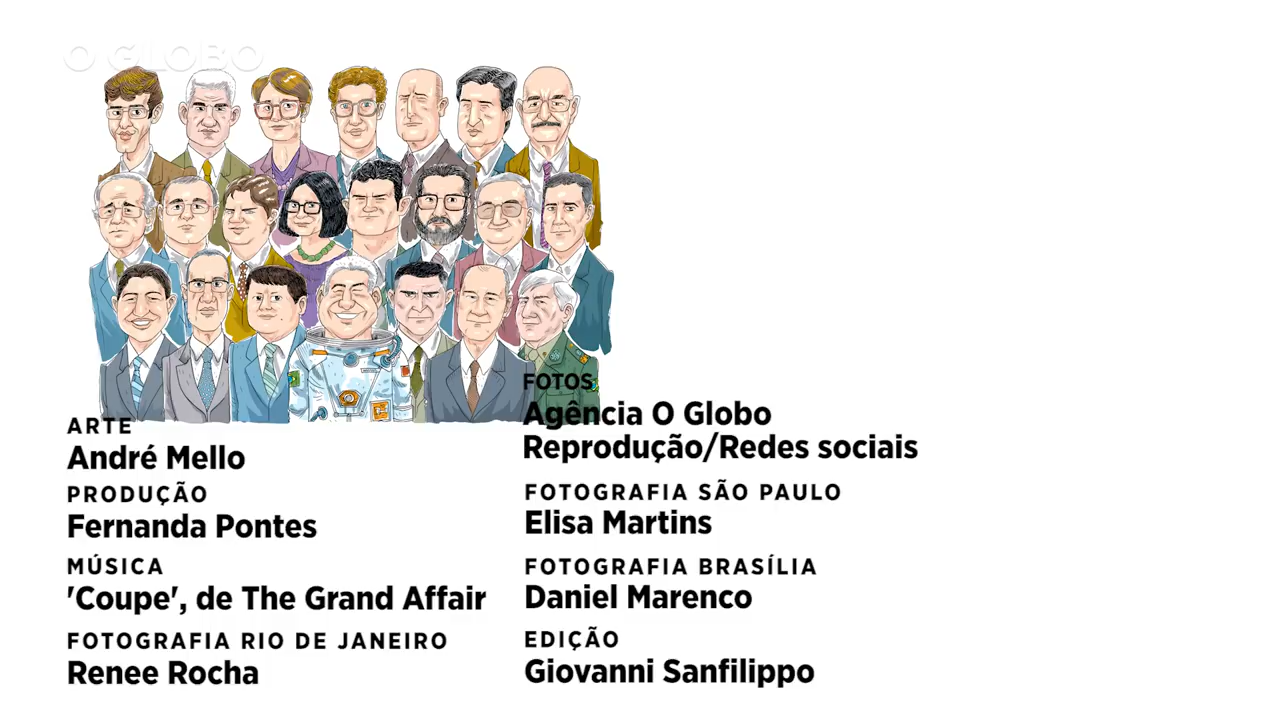 O GLOBO
ARTE
André Mello
PRODUÇÃO
Fernanda Pontes
MÚSICA
'Coupe', de The Grand Affair
FOTOGRAFIA RIO DE JANEIRO
Renee Rocha
FOTOS
Agência O Globo
Reprodução/Redes sociais
FOTOGRAFIA SÃO PAULO
Elisa Martins
FOTOGRAFIA BRASÍLIA
Daniel Marenco
EDIÇÃO
Giovanni Sanfilippo